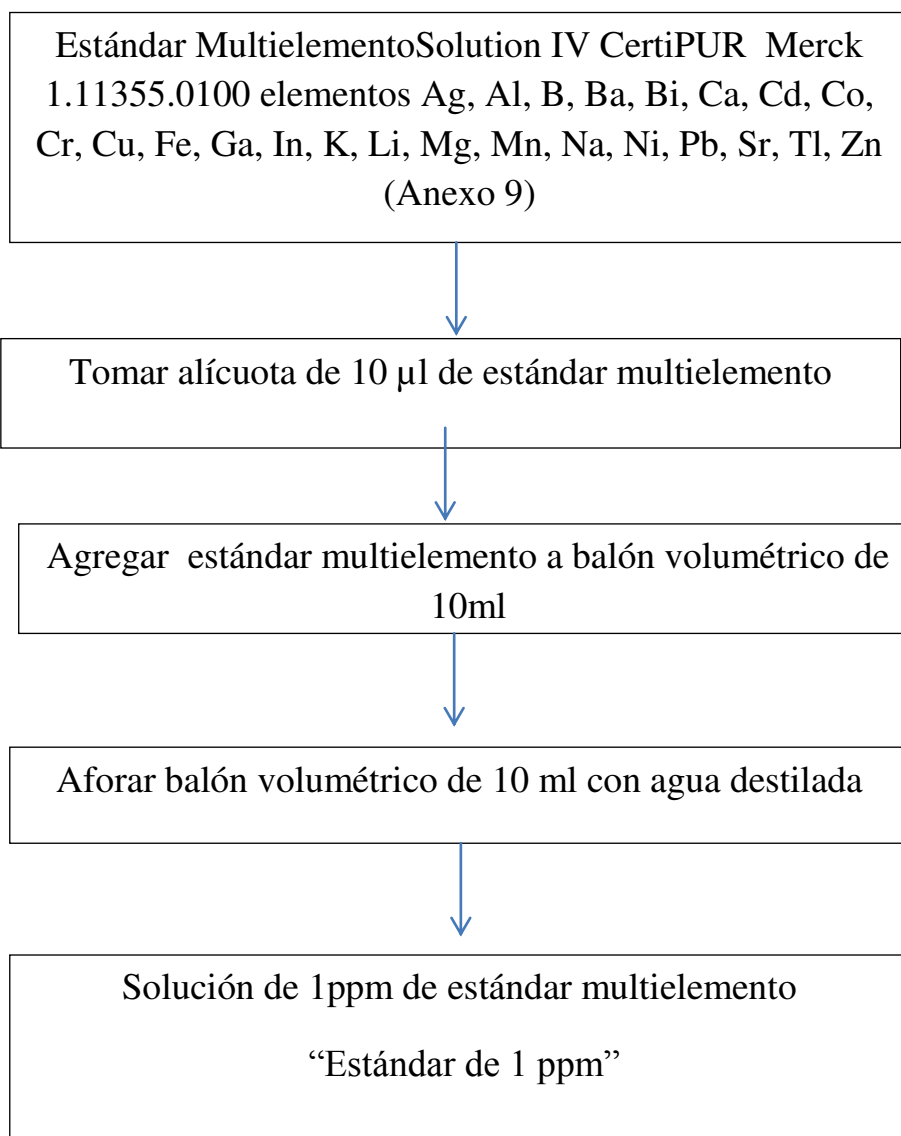 Estándar MultielementoSolution IV CertiPUR  Merck
1.11355.0100 elementos Ag, Al, B, Ba, Bi, Ca, Cd, Co,
Cr, Cu, Fe, Ga, In, K, Li, Mg, Mn, Na, Ni, Pb, Sr, Tl, Zn
(Anexo 9)
Tomar alícuota de 10 µl de estándar multielemento
Agregar  estándar multielemento a balón volumétrico de
10ml
Aforar balón volumétrico de 10 ml con agua destilada
Solución de 1ppm de estándar multielemento
“Estándar de 1 ppm”